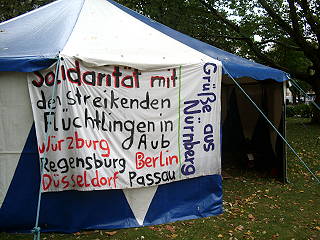 Solidarität mit
den streikenden
Flüchtlingen in
Würzburg Aub
Regensburg Berlin
Düsseldorf Passau
Grüße aus
Nürnberg